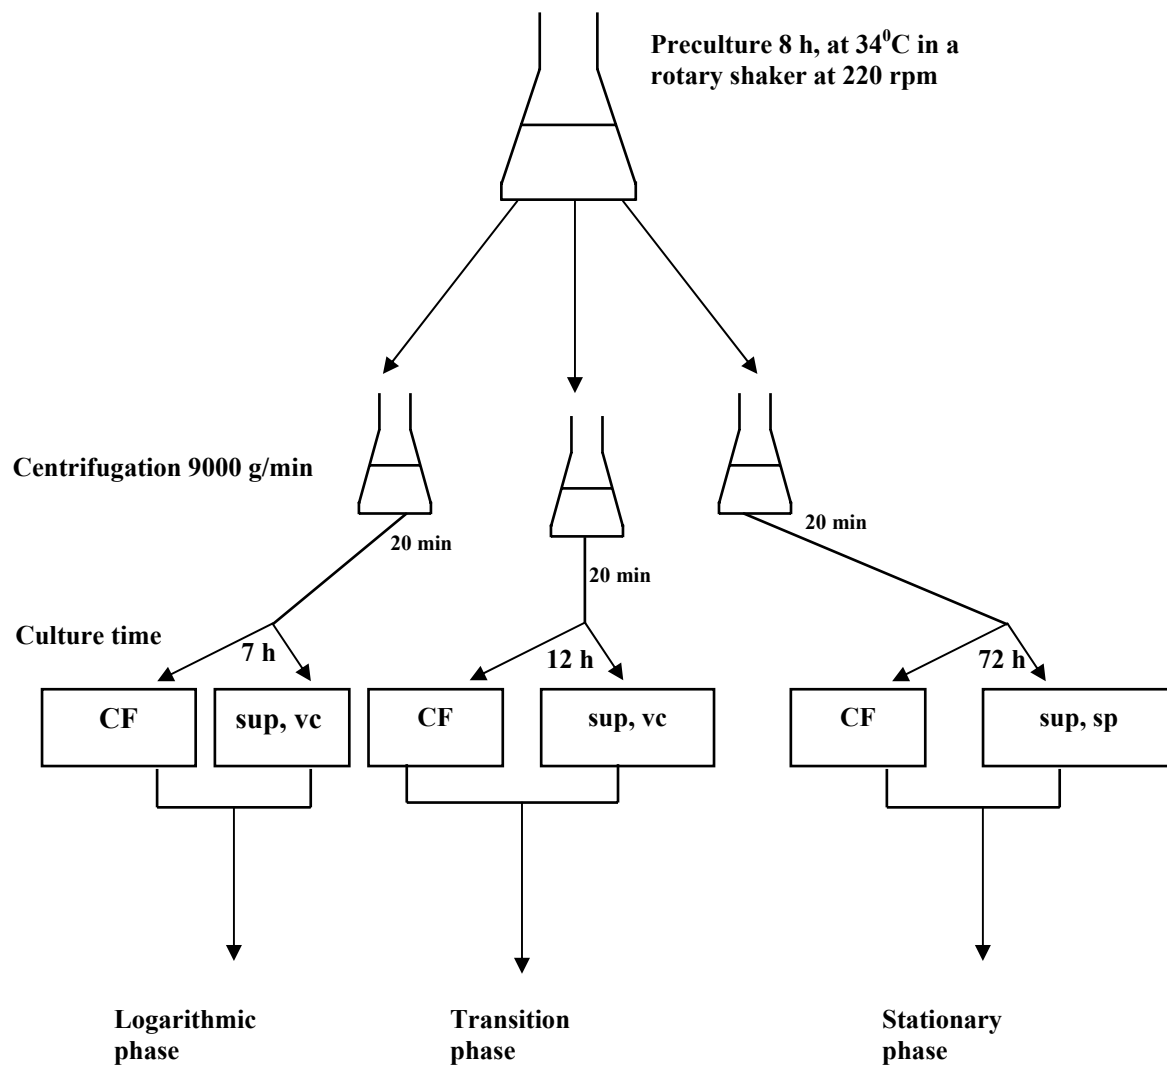 Preculture 8 h, at 34⁰C in a
rotary shaker at 220 rpm
Centrifugation 9000 g/min
20 min
20 min
20 min
Culture time
7 h
12 h
72 h
CF
sup, vc
CF
sup, vc
CF
sup, sp
Logarithmic
phase
Transition
phase
Stationary
phase